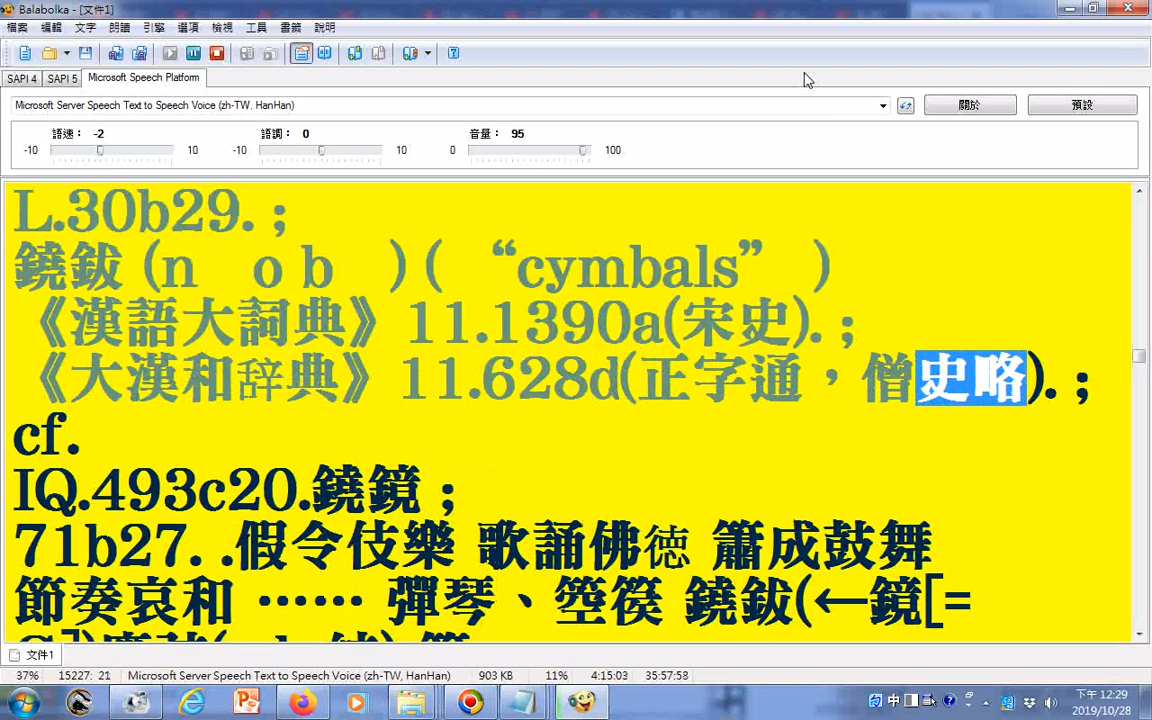 Balabolka - [文件1]
檔案 編輯 文字 朗讀 引擎 選項 檢視 工具 書籤 說明
SAPI 4 SAPI 5 Microsoft Speech Platform
Microsoft Server Speech Text to Speech Voice (zh-TW, HanHan) 關於 預設
語速： -2 語調： 0 音量： 95
-10 10 -10 10 0 100
L.30b29.；
鐃鈸 (n o b )( “cymbals” )
《漢語大詞典》 11.1390a(宋史).；
《大漢和辞典》 11.628d(正字通，僧史略).；
cf.
IQ.493c20.鐃鏡；
71b27. .假令伎樂 歌誦佛徳 簫成鼓舞
節奏哀和 …… 彈琴、箜篌 鐃鈸(←鏡[=
文件1
37% 15227: 21 Microsoft Server Speech Text to Speech Voice (zh-TW, HanHan) 903 KB 11% 4:15:03 35:57:58
中 下午 12:29
2019/10/28